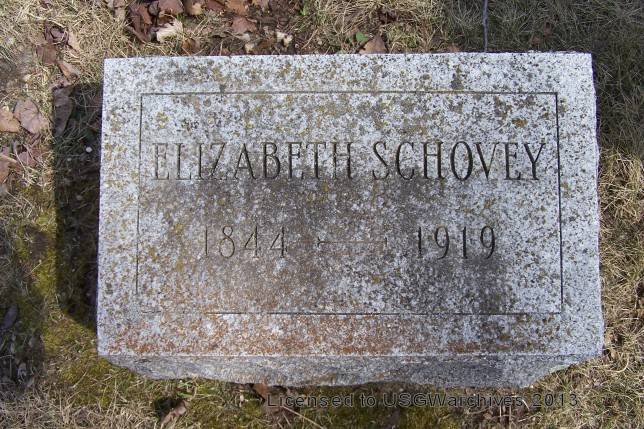 ELIZABETH SCHOVEY
1844 — 1919
Licensed to USGWarchives 2013